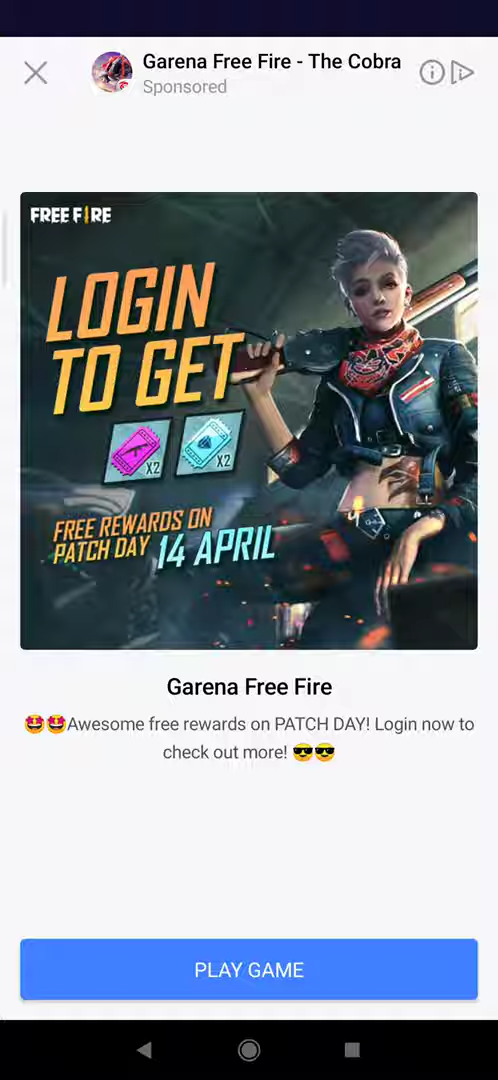 Garena Free Fire - The Cobra
Sponsored
FREE FIRE
LOGIN
TO GET
X2
X2
FREE REWARDS ON
PATCH DAY 14 APRIL
Garena Free Fire
🤩🤩Awesome free rewards on PATCH DAY! Login now to
check out more! 😎😎
PLAY GAME